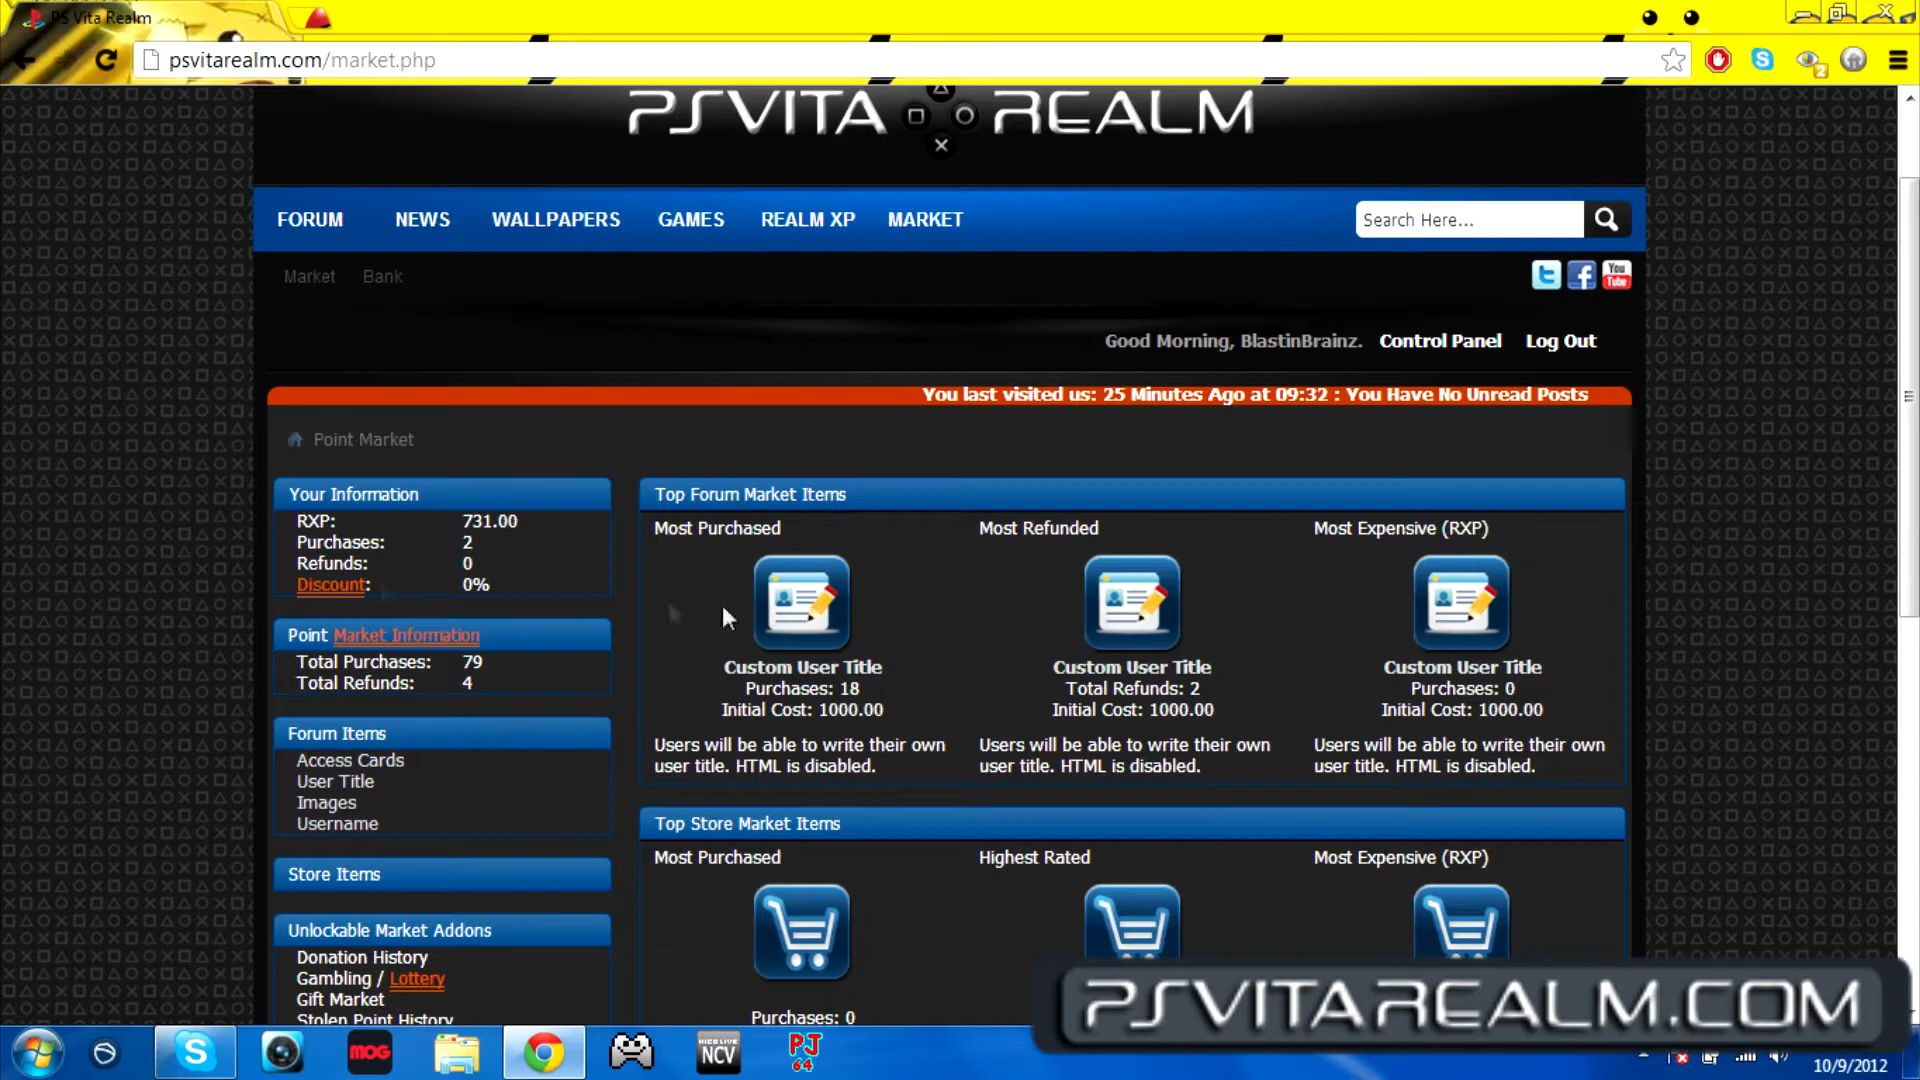 PS Vita Realm
psvitarealm.com/market.php
PSVITA REALM
FORUM NEWS WALLPAPERS GAMES REALM XP MARKET
Search Here...
Market Bank
You Tube
Good Morning, BlastinBrainz. Control Panel Log Out
You last visited us: 25 Minutes Ago at 09:32 : You Have No Unread Posts
Point Market
Your Information
RXP: 731.00
Purchases: 2
Refunds: 0
Discount: 0%
Point Market Information
Total Purchases: 79
Total Refunds: 4
Forum Items
Access Cards
User Title
Images
Username
Store Items
Unlockable Market Addons
Donation History
Gambling / Lottery
Gift Market
Stolen Point History
Top Forum Market Items
Most Purchased Most Refunded Most Expensive (RXP)
Custom User Title Custom User Title Custom User Title
Purchases: 18 Total Refunds: 2 Purchases: 0
Initial Cost: 1000.00 Initial Cost: 1000.00 Initial Cost: 1000.00
Users will be able to write their own Users will be able to write their own Users will be able to write their own
user title. HTML is disabled. user title. HTML is disabled. user title. HTML is disabled.
Top Store Market Items
Most Purchased Highest Rated Most Expensive (RXP)
Purchases: 0
PSVITAREALM.COM
MOG
NCV
PJ
64
10/9/2012